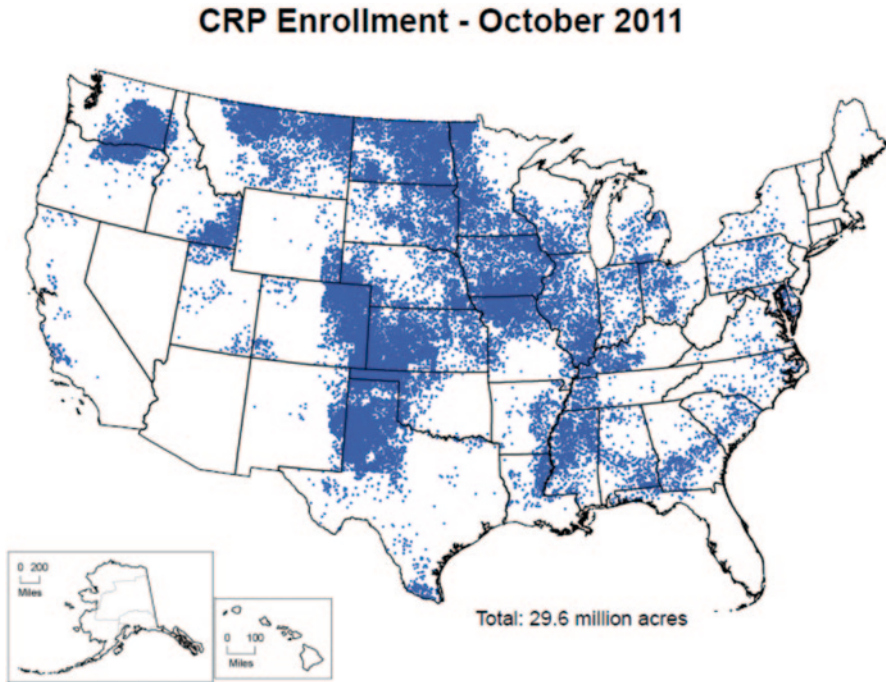 CRP Enrollment - October 2011
Total: 29.6 million acres
0 200
Miles
0 100
Miles